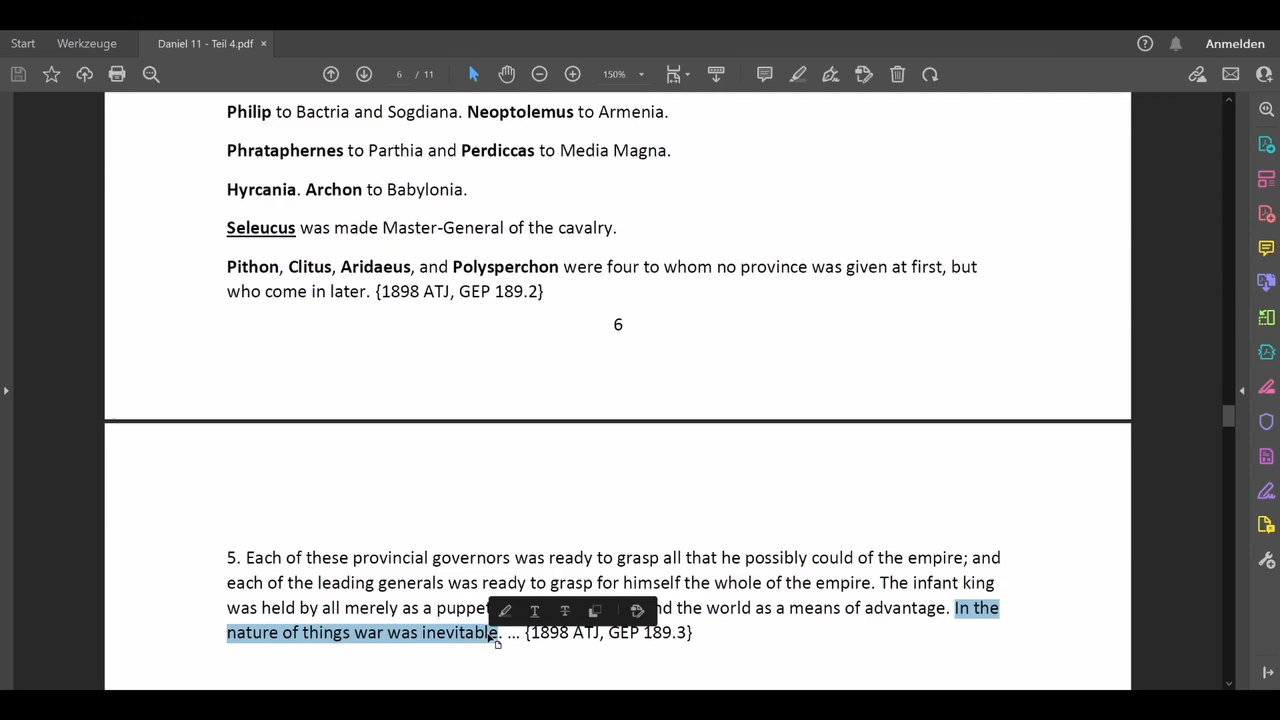 Start Werkzeuge Daniel 11 - Teil 4.pdf × Anmelden
6 / 11 150%
Philip to Bactria and Sogdiana. Neoptolemus to Armenia.
Phrataphernes to Parthia and Perdiccas to Media Magna.
Hyrcania. Archon to Babylonia.
Seleucus was made Master-General of the cavalry.
Pithon, Clitus, Aridaeus, and Polysperchon were four to whom no province was given at first, but
who come in later. {1898 ATJ, GEP 189.2}
6
5. Each of these provincial governors was ready to grasp all that he possibly could of the empire; and
each of the leading generals was ready to grasp for himself the whole of the empire. The infant king
was held by all merely as a puppet nd the world as a means of advantage. In the
nature of things war was inevitable. ... {1898 ATJ, GEP 189.3}